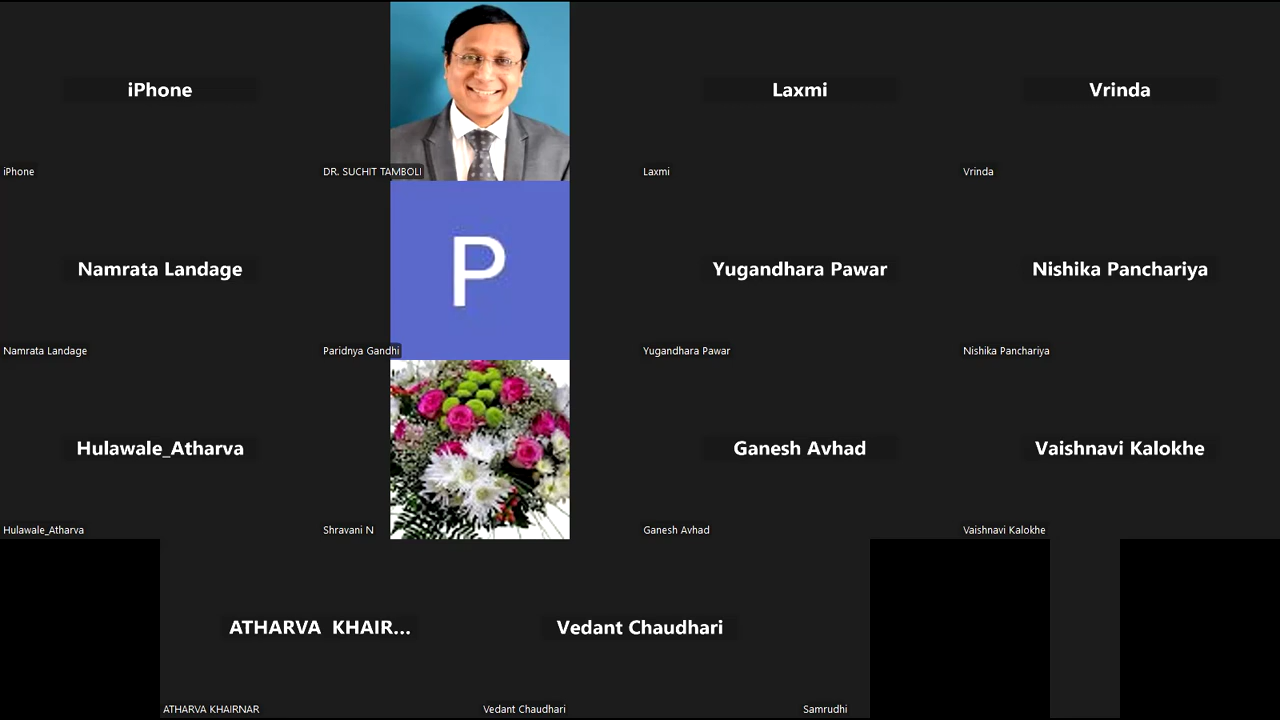 iPhone
Laxmi
Vrinda
iPhone
DR. SUCHIT TAMBOLI
Laxmi
Vrinda
Namrata Landage
P
Yugandhara Pawar
Nishika Panchariya
Namrata Landage
Paridnya Gandhi
Yugandhara Pawar
Nishika Panchariya
Hulawale_Atharva
Ganesh Avhad
Vaishnavi Kalokhe
Hulawale_Atharva
Shravani N
Ganesh Avhad
Vaishnavi Kalokhe
ATHARVA KHAIR...
Vedant Chaudhari
ATHARVA KHAIRNAR
Vedant Chaudhari
Samrudhi